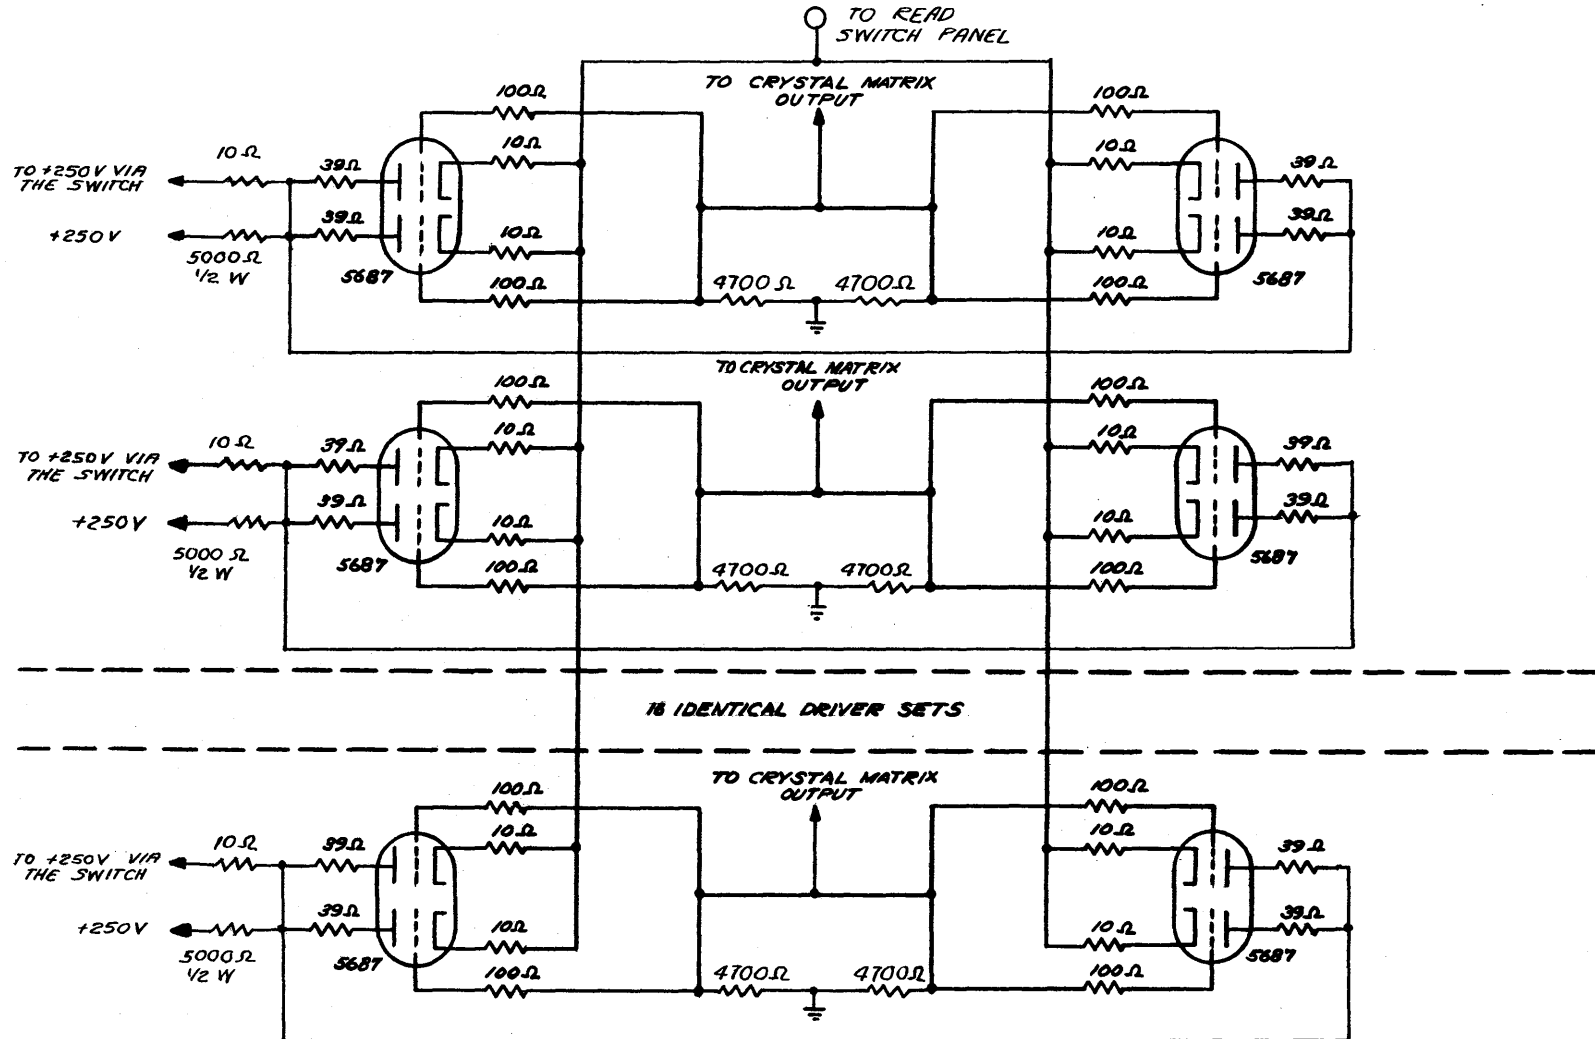 TO READ
SWITCH PANEL
TO CRYSTAL MATRIX
OUTPUT
100Ω
100Ω
10Ω
10Ω
10Ω
39Ω
39Ω
TO +250V VIA
THE SWITCH
39Ω
39Ω
+250V
10Ω
10Ω
5000Ω
1/2 W
5687
100Ω
4700Ω
4700Ω
100Ω
5687
TO CRYSTAL MATRIX
OUTPUT
100Ω
100Ω
10Ω
10Ω
10Ω
39Ω
39Ω
TO +250V VIA
THE SWITCH
39Ω
39Ω
+250V
10Ω
10Ω
5000Ω
1/2 W
5687
100Ω
4700Ω
4700Ω
100Ω
5687
16 IDENTICAL DRIVER SETS
TO CRYSTAL MATRIX
OUTPUT
100Ω
100Ω
10Ω
10Ω
10Ω
39Ω
39Ω
TO +250V VIA
THE SWITCH
39Ω
39Ω
+250V
10Ω
10Ω
5000Ω
1/2 W
5687
100Ω
4700Ω
4700Ω
100Ω
5687